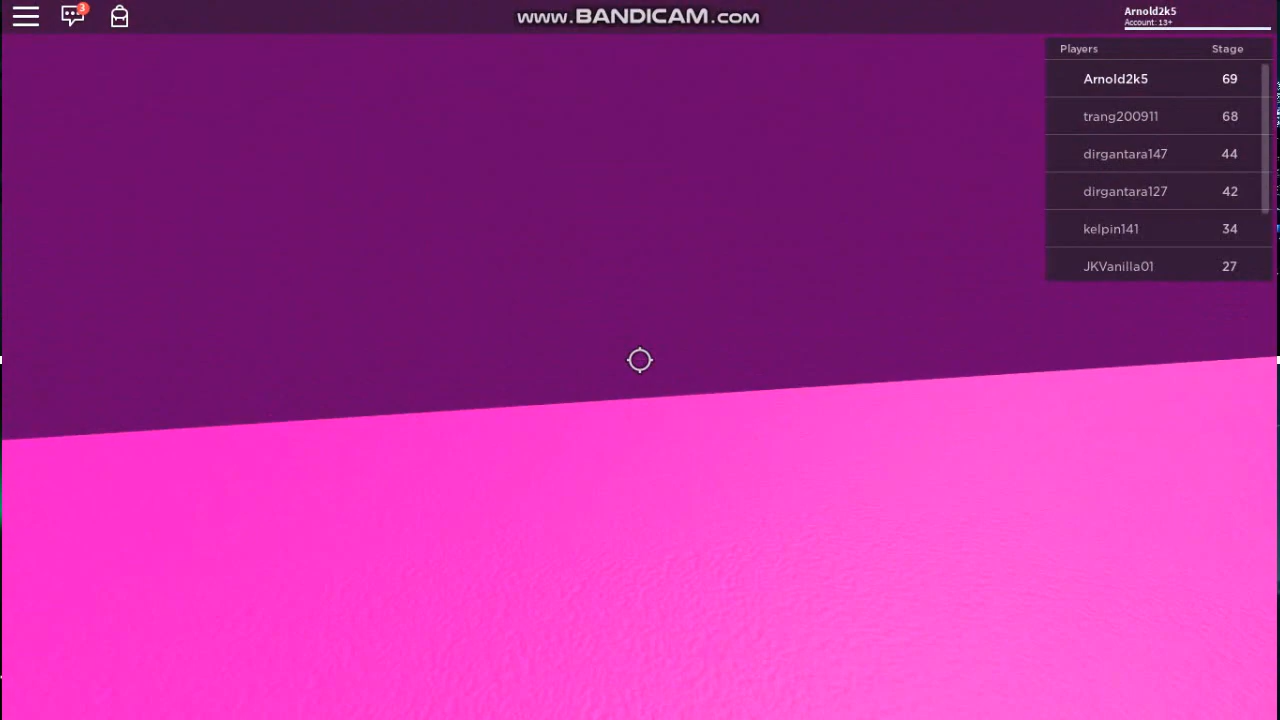 3
www.BANDICAM.com
Arnold2k5
Account: 13+
Players Stage
Arnold2k5 69
trang200911 68
dirgantara147 44
dirgantara127 42
kelpin141 34
JKVanilla01 27